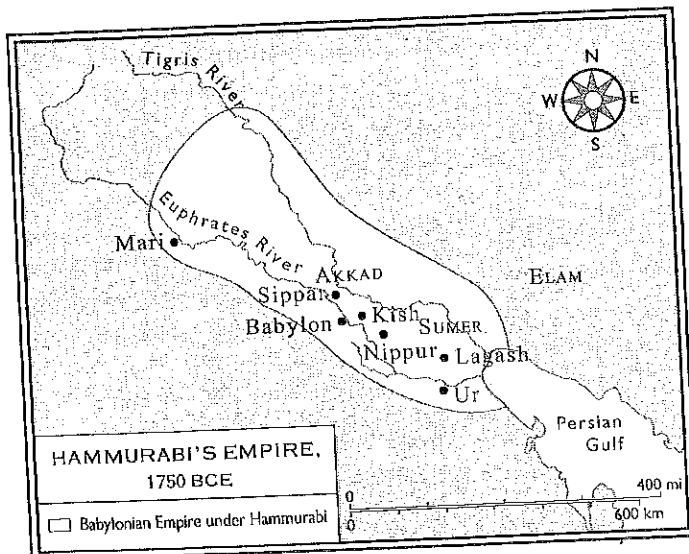 Tigris River
N
W E
S
Euphrates River
Mari
AKKAD
ELAM
Sippar
Kish
Babylon
SUMER
Nippur
Lagash
Ur
Persian
Gulf
HAMMURABI'S EMPIRE,
1750 BCE
Babylonian Empire under Hammurabi
0 400 mi
0 600 km